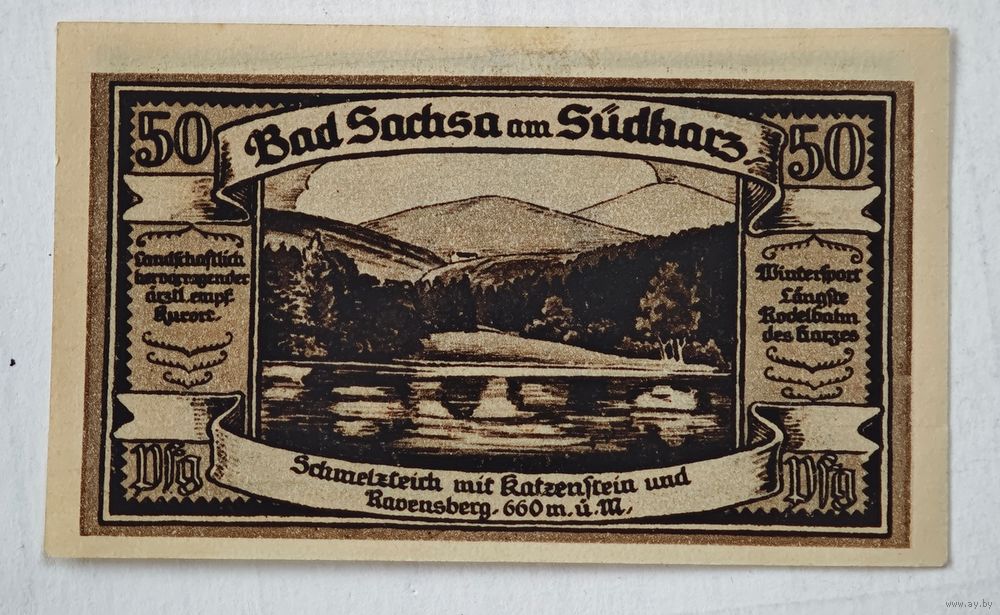 50
Bad Sachsa am Südharz.
50
Landschaftlich
hervorragender
ärztl. empf.
Kurort.
Wintersport
Längste
Rodelbahn
des Harzes
Pfg
Schmelzteich mit Katzenstein und
Ravensberg. 660 m. ü. M.
Pfg
www.ay.by